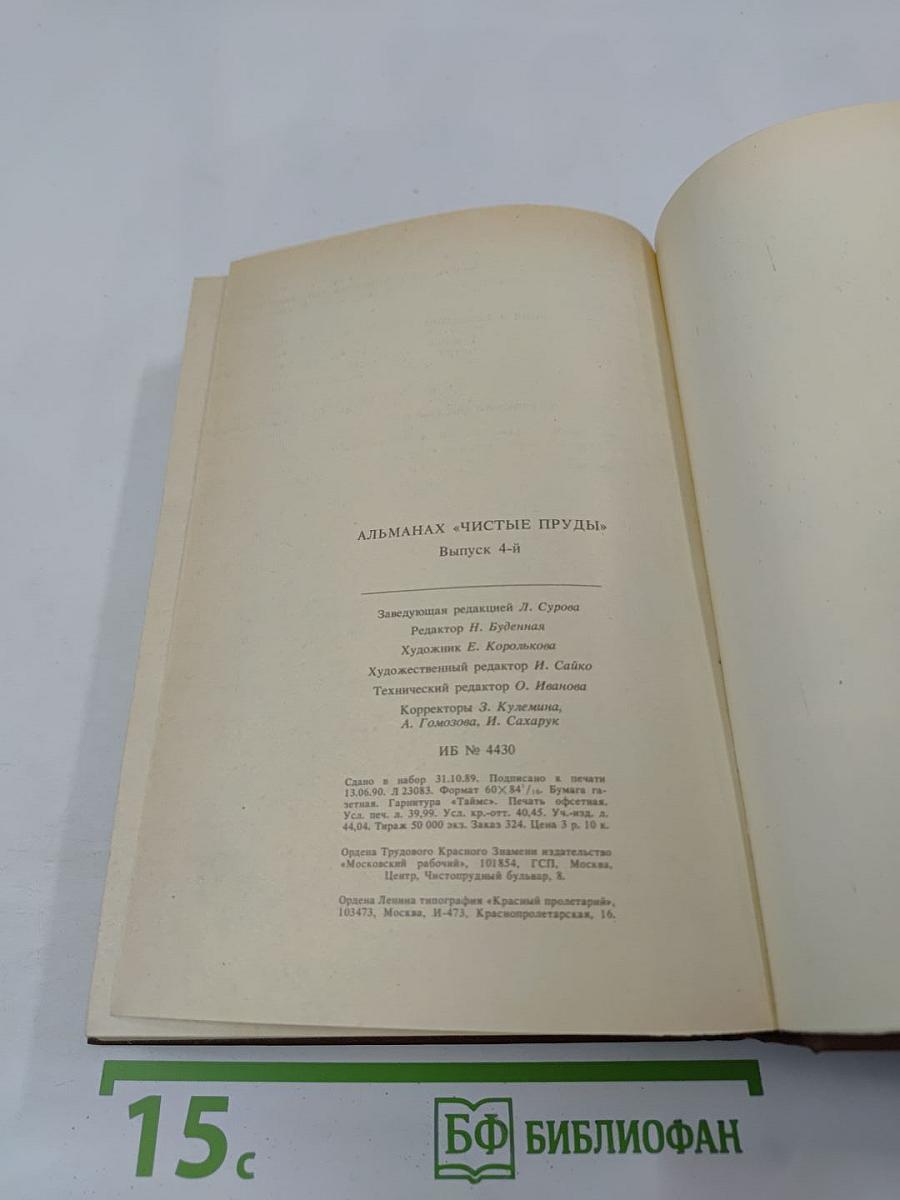 АЛЬМАНАХ «ЧИСТЫЕ ПРУДЫ»
Выпуск 4-й
Заведующая редакцией Л. Сурова
Редактор Н. Буденная
Художник Е. Королькова
Художественный редактор И. Сайко
Технический редактор О. Иванова
Корректоры З. Кулемина,
А. Гомозова, И. Сахарук
ИБ № 4430
Сдано в набор 31.10.89. Подписано к печати
13.06.90. Л 23083. Формат 60×84¹/₁₆. Бумага га-
зетная. Гарнитура «Таймс». Печать офсетная.
Усл. печ. л. 39,99. Усл. кр.-отт. 40,45. Уч.-изд. л.
44,04. Тираж 50 000 экз. Заказ 324. Цена 3 р. 10 к.
Ордена Трудового Красного Знамени издательство
«Московский рабочий», 101854, ГСП, Москва,
Центр, Чистопрудный бульвар, 8.
Ордена Ленина типография «Красный пролетарий»,
103473, Москва, И-473, Краснопролетарская, 16.
15 с
БФ БИБЛИОФАН